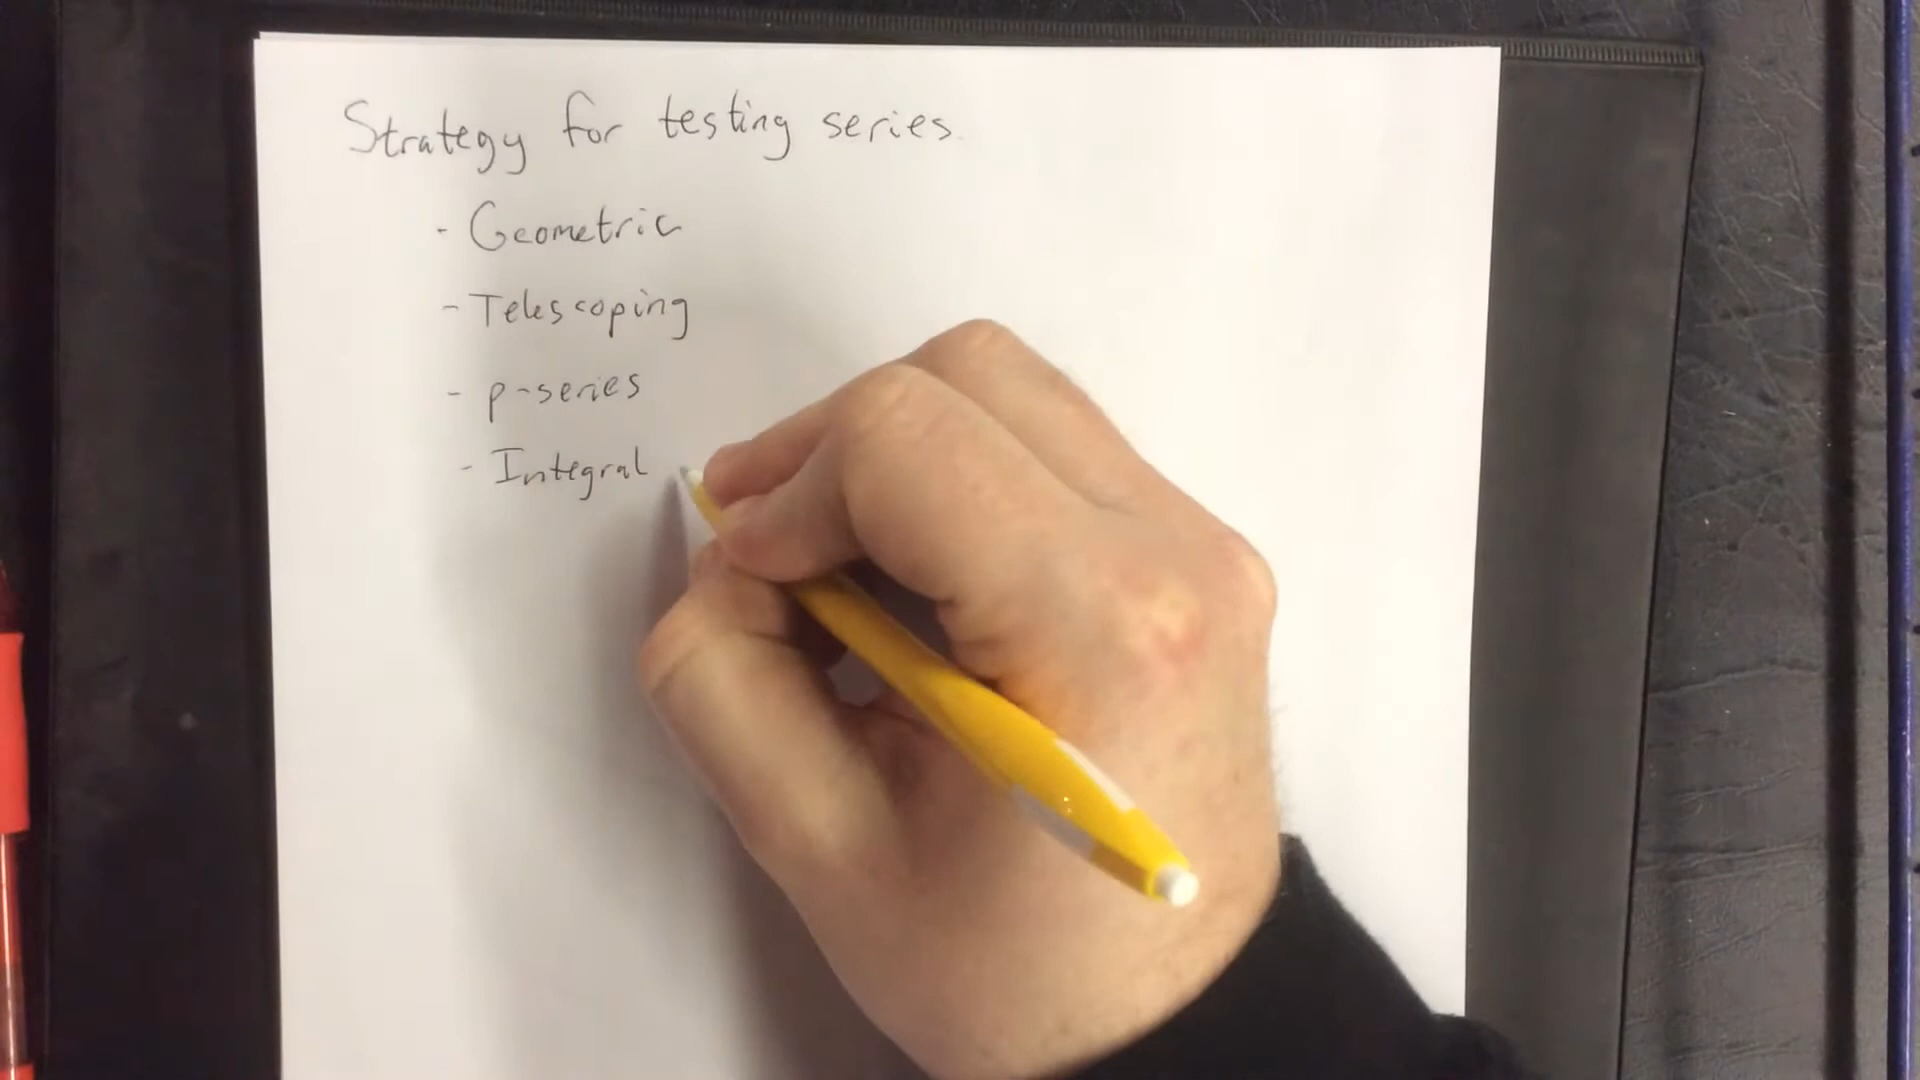 Strategy for testing series
- Geometric
- Telescoping
- p-series
- Integral